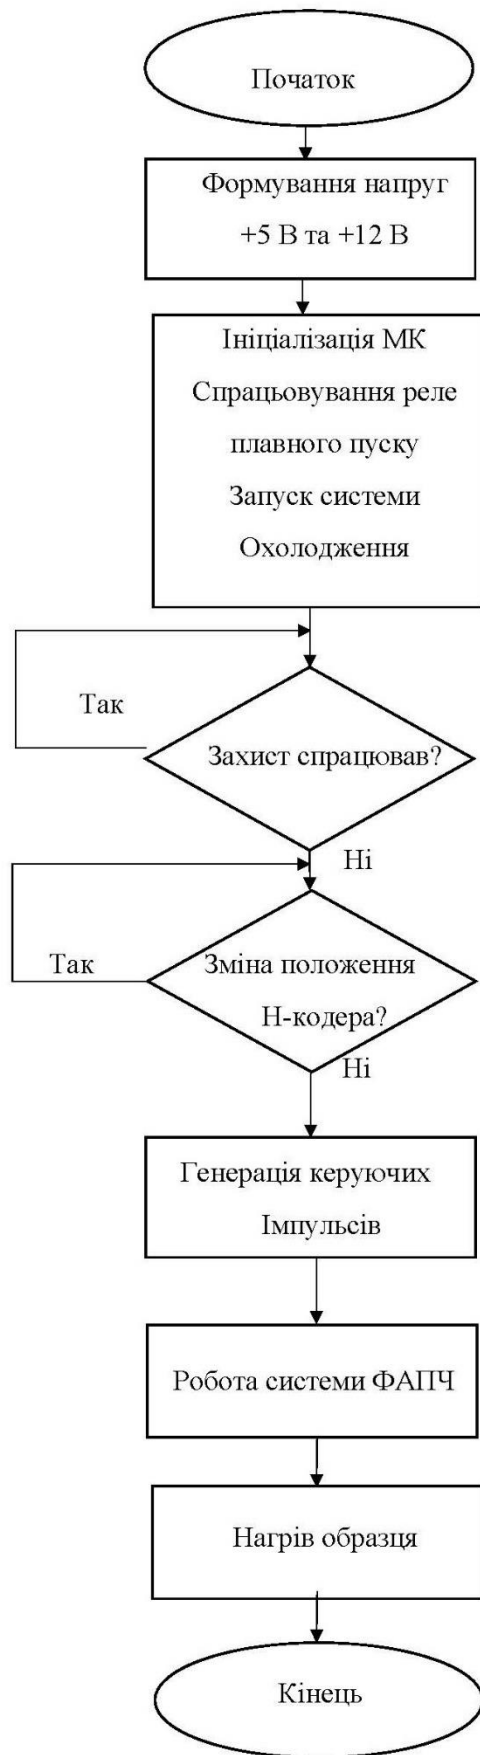 Початок
Формування напруг
+5 В та +12 В
Ініціалізація МК
Спрацьовування реле
плавного пуску
Запуск системи
Охолодження
Так
Захист спрацював?
Ні
Так
Зміна положення
Н-кодера?
Ні
Генерація керуючих
Імпульсів
Робота системи ФАПЧ
Нагрів образця
Кінець